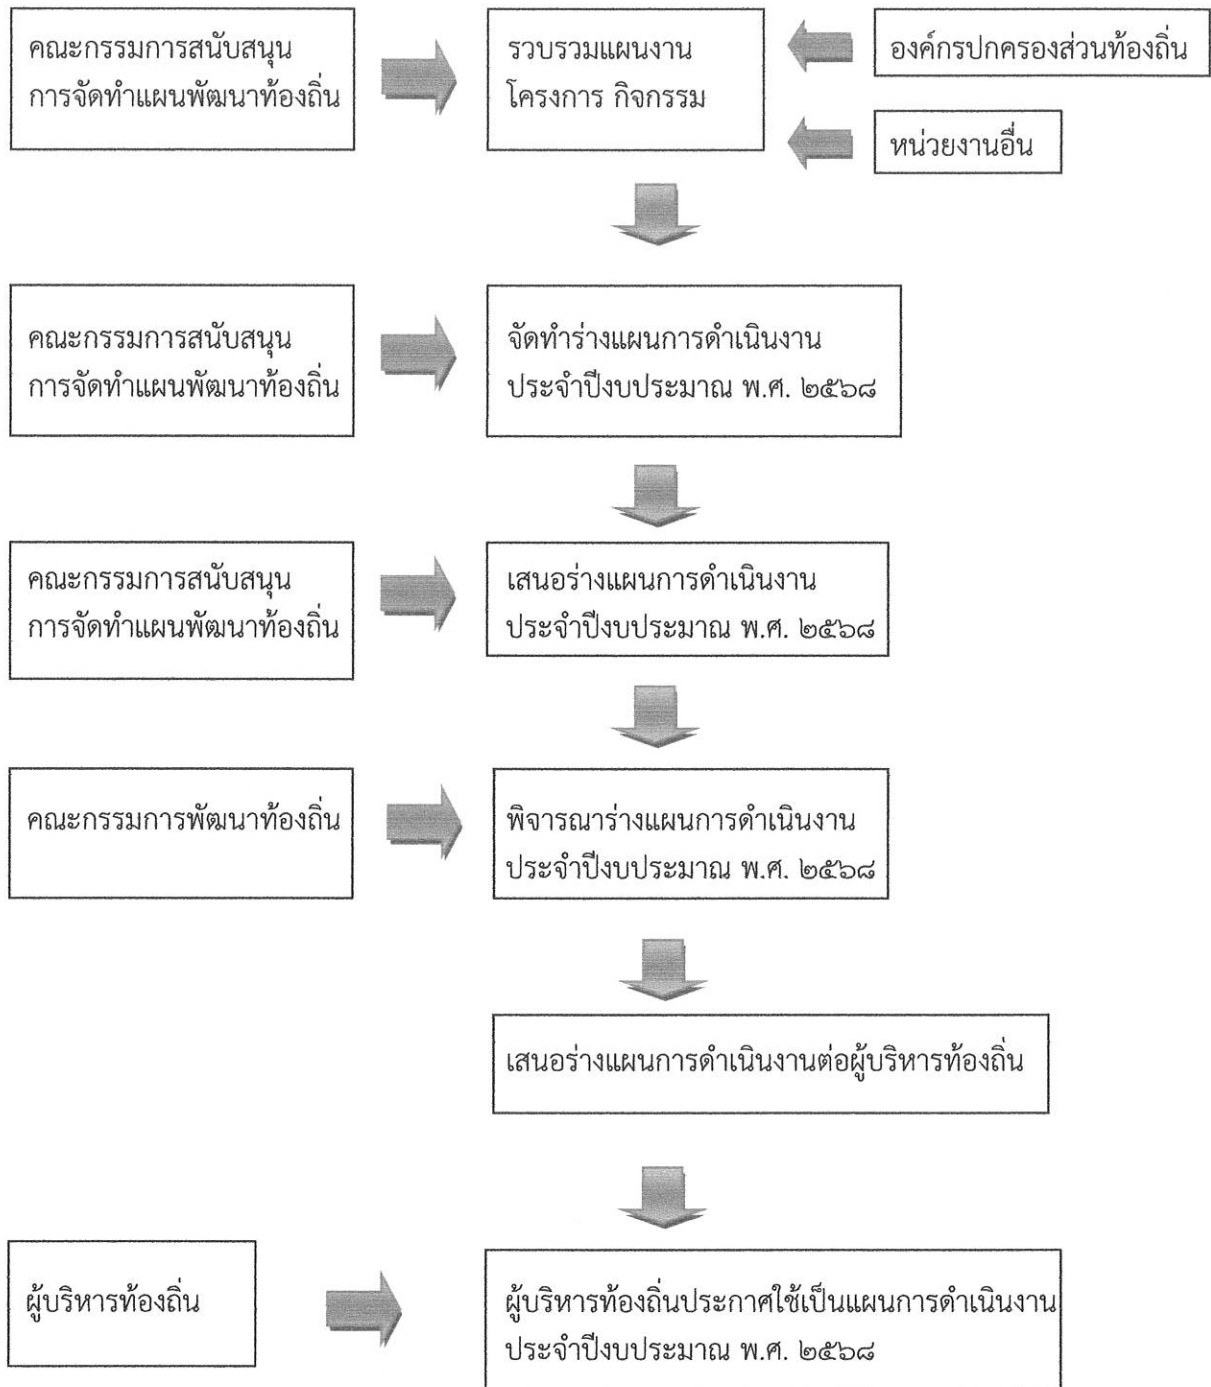 คณะกรรมการสนับสนุน
การจัดทำแผนพัฒนาท้องถิ่น
รวบรวมแผนงาน
โครงการ กิจกรรม
องค์กรปกครองส่วนท้องถิ่น
หน่วยงานอื่น
คณะกรรมการสนับสนุน
การจัดทำแผนพัฒนาท้องถิ่น
จัดทำร่างแผนการดำเนินงาน
ประจำปีงบประมาณ พ.ศ. ๒๕๖๘
คณะกรรมการสนับสนุน
การจัดทำแผนพัฒนาท้องถิ่น
เสนอร่างแผนการดำเนินงาน
ประจำปีงบประมาณ พ.ศ. ๒๕๖๘
คณะกรรมการพัฒนาท้องถิ่น
พิจารณาร่างแผนการดำเนินงาน
ประจำปีงบประมาณ พ.ศ. ๒๕๖๘
เสนอร่างแผนการดำเนินงานต่อผู้บริหารท้องถิ่น
ผู้บริหารท้องถิ่น
ผู้บริหารท้องถิ่นประกาศใช้เป็นแผนการดำเนินงาน
ประจำปีงบประมาณ พ.ศ. ๒๕๖๘